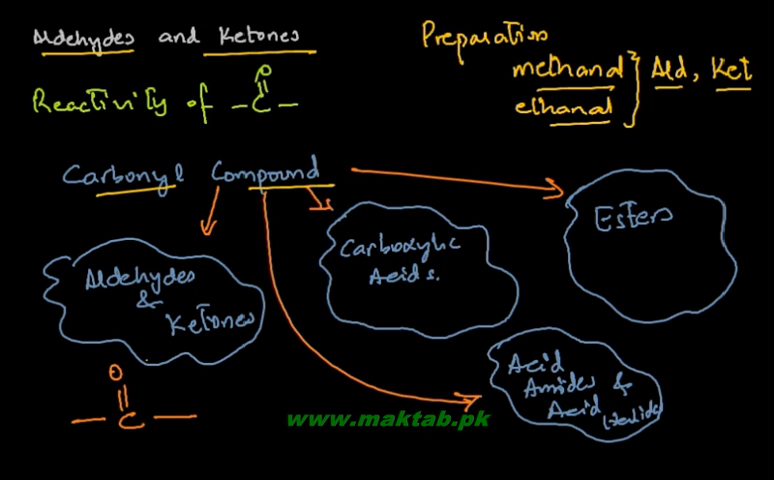 Aldehydes and Ketones
Preparation
methanal } Ald, Ket
ethanal
Reactivity of -C-
O
Carbonyl Compound
Aldehydes
&
Ketones
Carboxylic
Acids.
Esters
Acid
Amides &
Acid Halides
O
C
www.maktab.pk